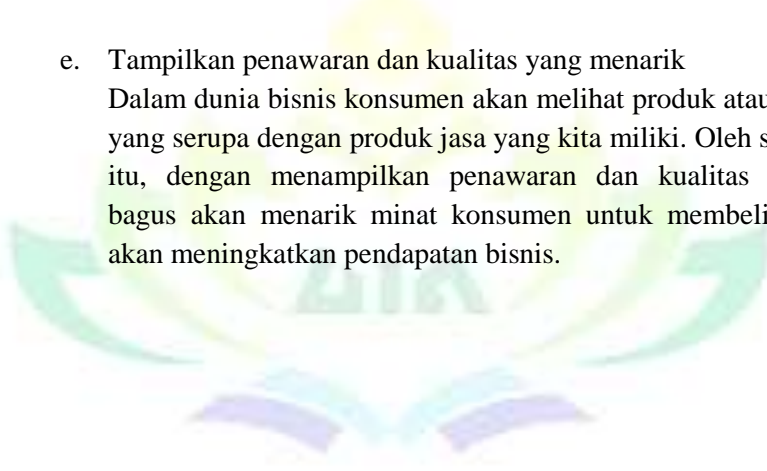 e. Tampilkan penawaran dan kualitas yang menarik
Dalam dunia bisnis konsumen akan melihat produk atau
yang serupa dengan produk jasa yang kita miliki. Oleh s
itu, dengan menampilkan penawaran dan kualitas
bagus akan menarik minat konsumen untuk membeli
akan meningkatkan pendapatan bisnis.